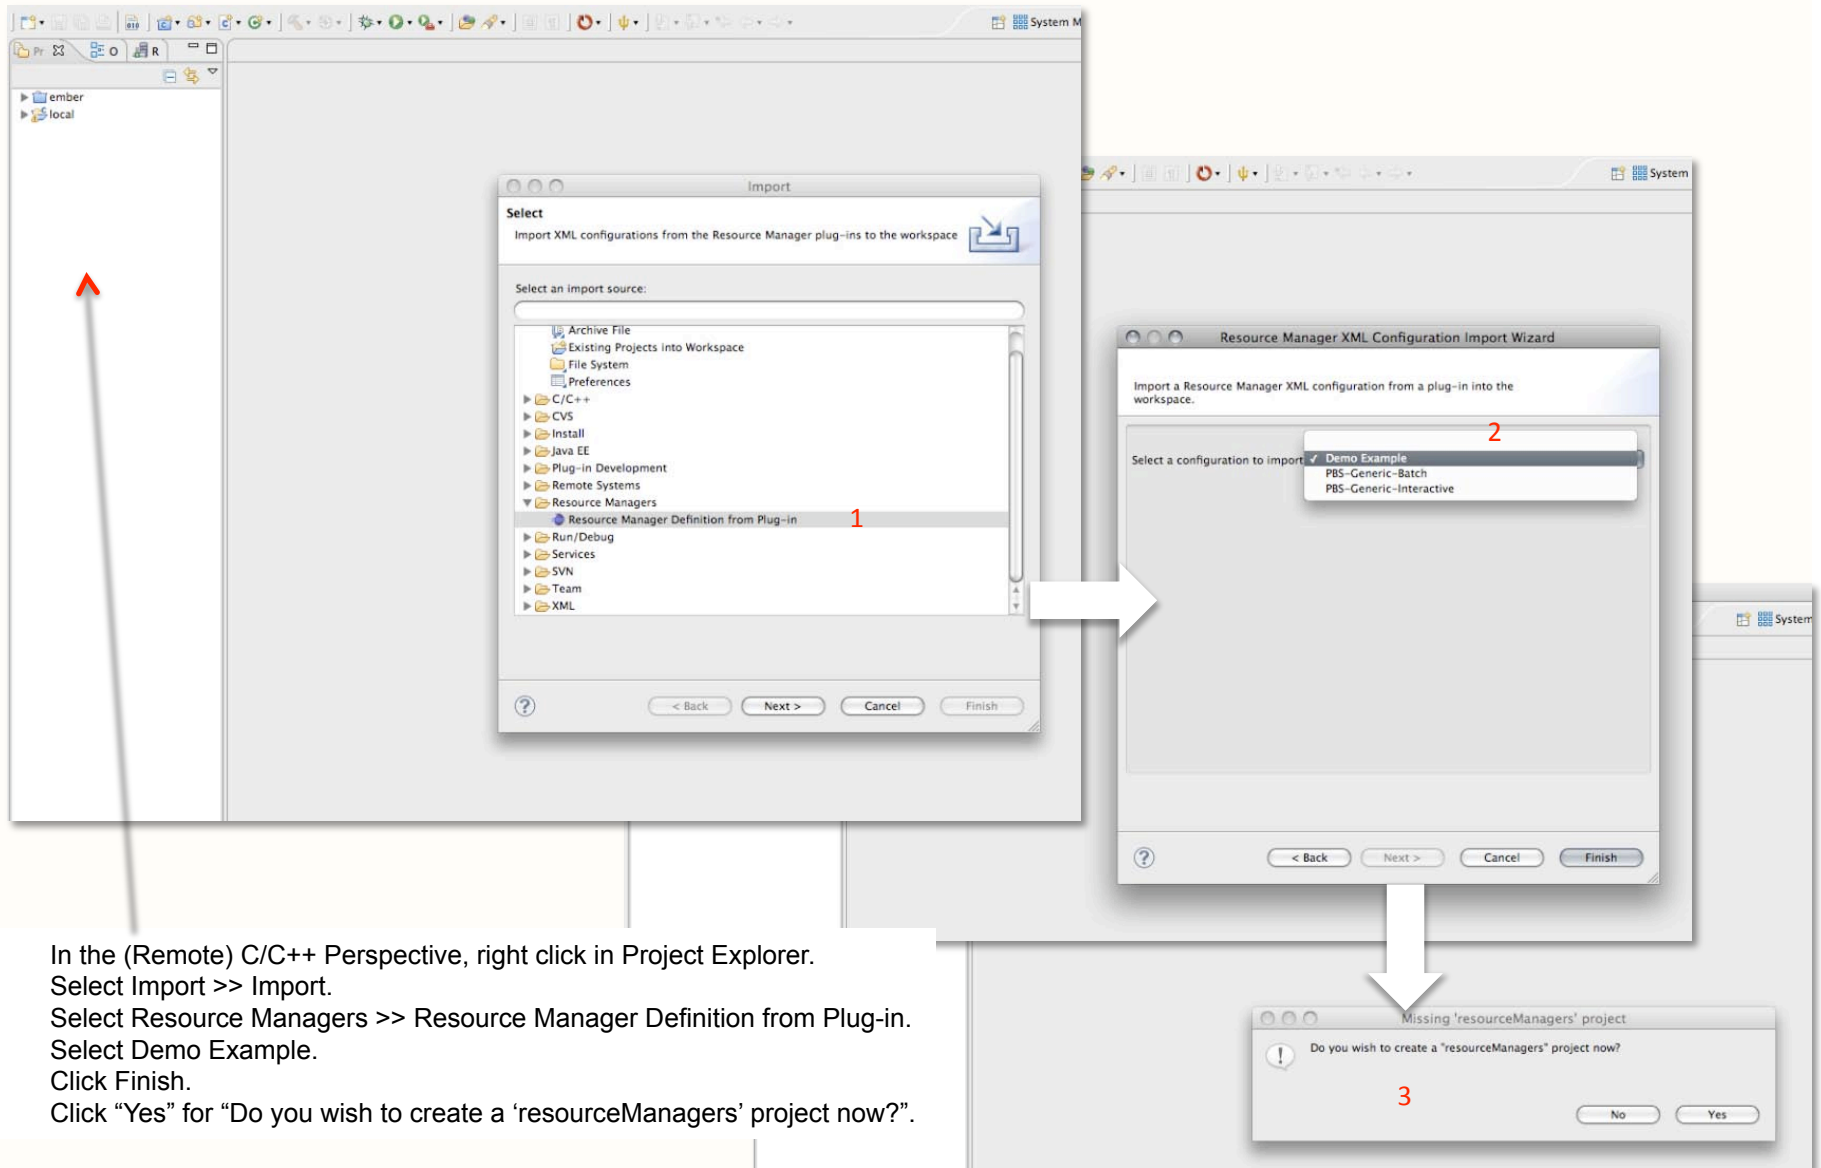 System M
Pr
O
R
ember
local
Import
Select
Import XML configurations from the Resource Manager plug-ins to the workspace
Select an import source:
Archive File
Existing Projects into Workspace
File System
Preferences
C/C++
CVS
Install
Java EE
Plug-in Development
Remote Systems
Resource Managers
Resource Manager Definition from Plug-in
1
Run/Debug
Services
SVN
Team
XML
?
< Back
Next >
Cancel
Finish
System
Resource Manager XML Configuration Import Wizard
Import a Resource Manager XML configuration from a plug-in into the
workspace.
2
Select a configuration to import
✓ Demo Example
PBS-Generic-Batch
PBS-Generic-Interactive
?
< Back
Next >
Cancel
Finish
System
Missing 'resourceManagers' project
Do you wish to create a "resourceManagers" project now?
3
No
Yes
In the (Remote) C/C++ Perspective, right click in Project Explorer.
Select Import >> Import.
Select Resource Managers >> Resource Manager Definition from Plug-in.
Select Demo Example.
Click Finish.
Click “Yes” for “Do you wish to create a ‘resourceManagers’ project now?”.